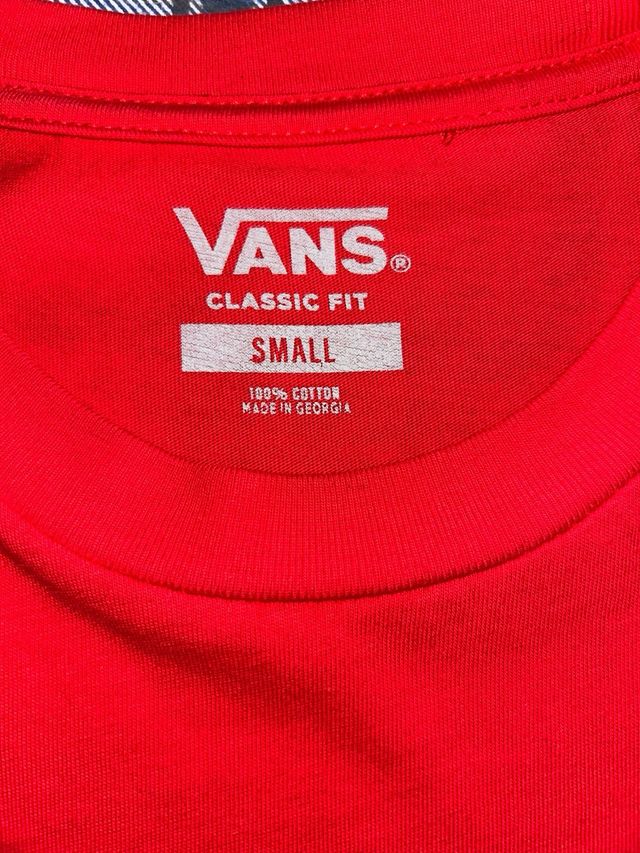 VANS®
CLASSIC FIT
SMALL
100% COTTON
MADE IN GEORGIA